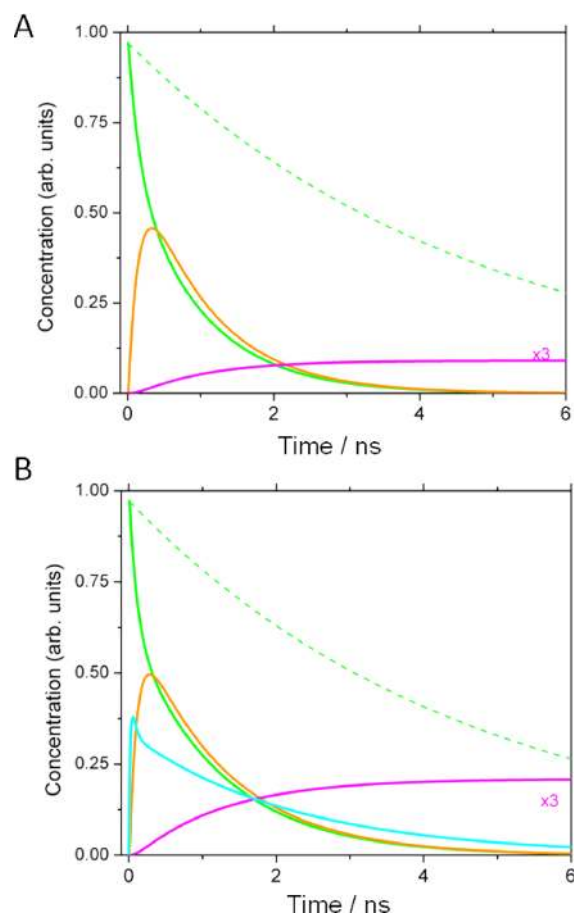 A
1.00
0.75
0.50
0.25
0.00
Concentration (arb. units)
x3
0
2
4
6
Time / ns
B
1.00
0.75
0.50
0.25
0.00
Concentration (arb. units)
x3
0
2
4
6
Time / ns